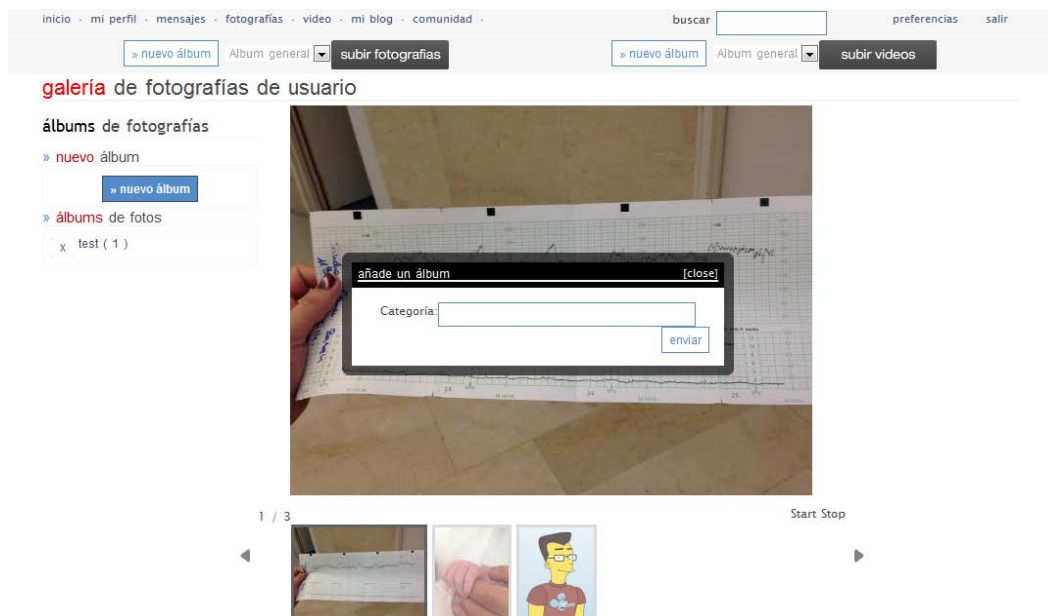 inicio · mi perfil · mensajes · fotografías · video · mi blog · comunidad · buscar preferencias salir
» nuevo álbum Album general subir fotografias » nuevo álbum Album general subir videos
galería de fotografías de usuario
álbums de fotografías
» nuevo álbum
» nuevo álbum
» álbums de fotos
x test ( 1 )
añade un álbum [close]
Categoría:
enviar
24 25
1 / 3 Start Stop